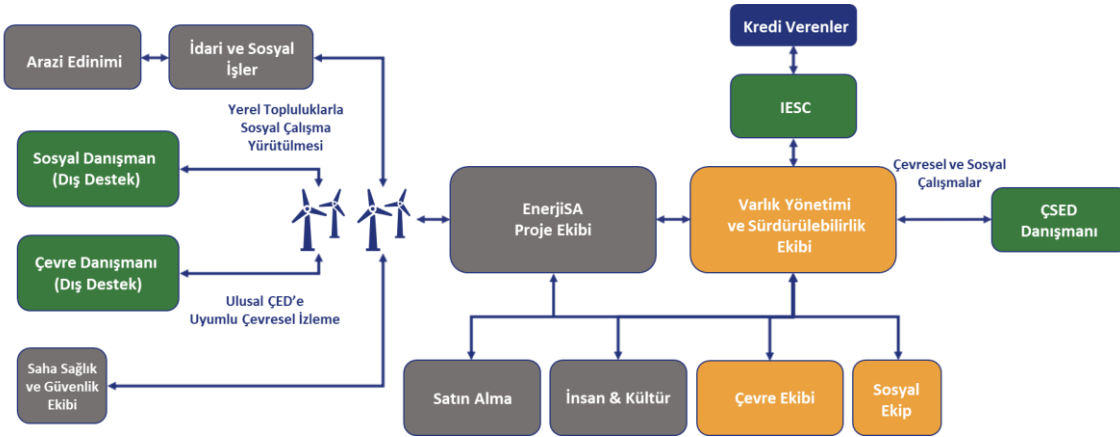 Kredi Verenler
Arazi Edinimi
İdari ve Sosyal
İşler
IESC
Yerel Topluluklarla
Sosyal Çalışma
Yürütülmesi
Sosyal Danışman
(Dış Destek)
Çevresel ve Sosyal
Çalışmalar
EnerjiSA
Proje Ekibi
Varlık Yönetimi
ve Sürdürülebilirlik
Ekibi
ÇSED
Danışmanı
Çevre Danışmanı
(Dış Destek)
Ulusal ÇED’e
Uyumlu Çevresel İzleme
Saha Sağlık
ve Güvenlik
Ekibi
Satın Alma
İnsan & Kültür
Çevre Ekibi
Sosyal
Ekip